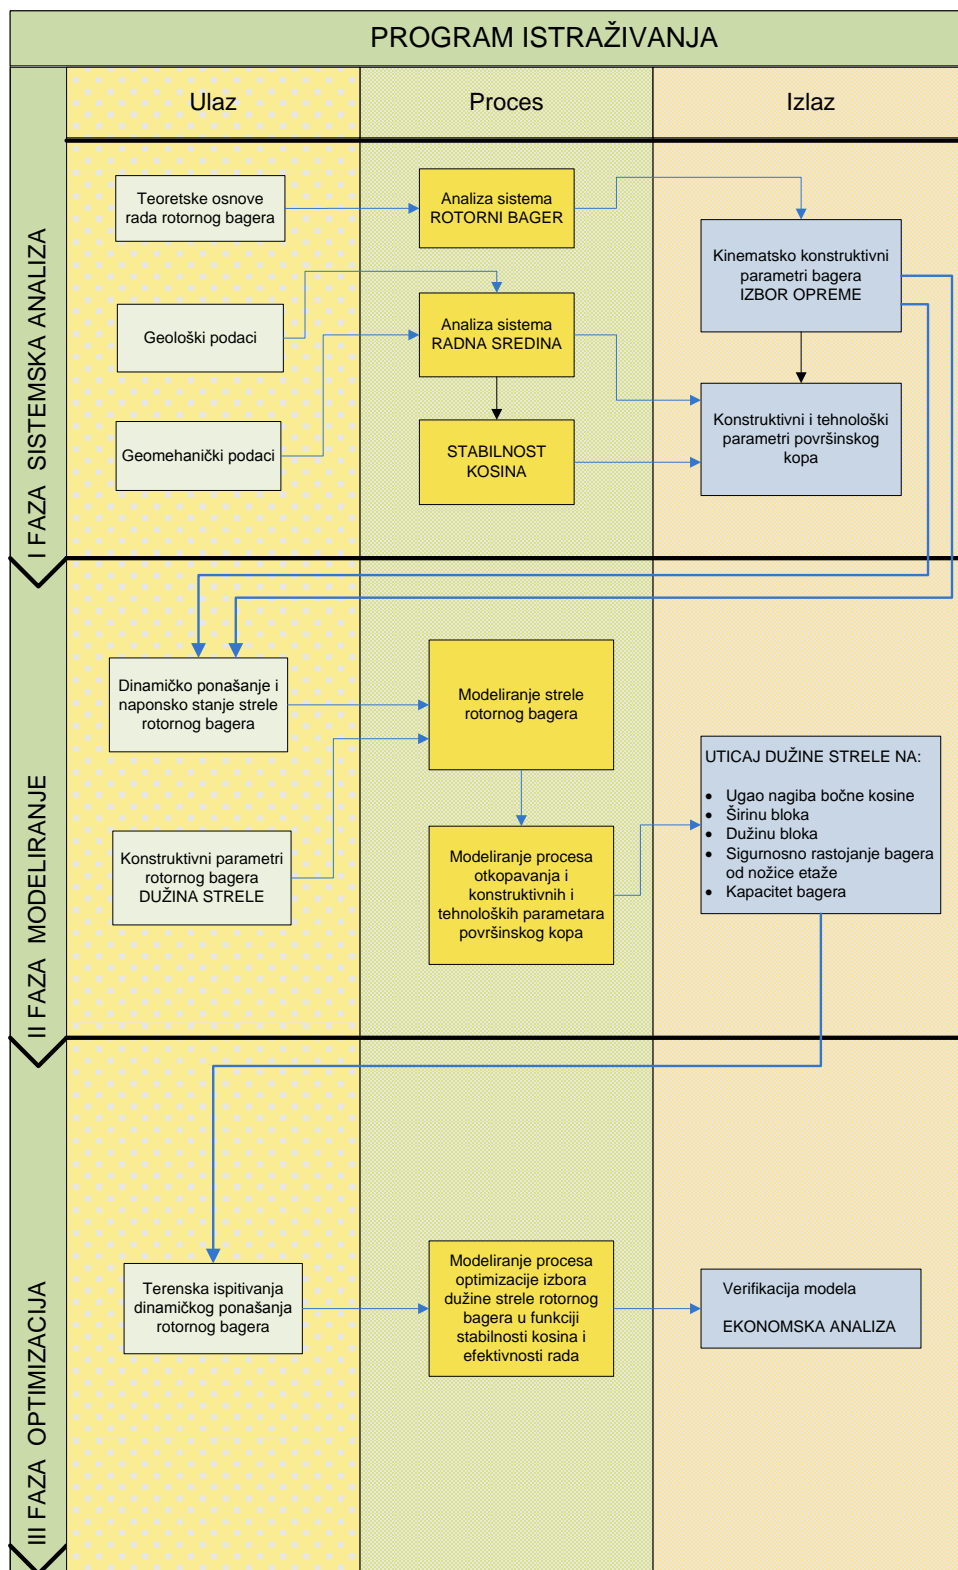 PROGRAM ISTRAŽIVANJA
Ulaz
Proces
Izlaz
I FAZA SISTEMSKA ANALIZA
Teoretske osnove
rada rotornog bagera
Analiza sistema
ROTORNI BAGER
Kinematsko konstruktivni
parametri bagera
IZBOR OPREME
Geološki podaci
Analiza sistema
RADNA SREDINA
Konstruktivni i tehnološki
parametri površinskog
kopa
Geomehanički podaci
STABILNOST
KOSINA
II FAZA MODELIRANJE
Dinamičko ponašanje i
naponsko stanje strele
rotornog bagera
Modeliranje strele
rotornog bagera
UTICAJ DUŽINE STRELE NA:
• Ugao nagiba bočne kosine
• Širinu bloka
• Dužinu bloka
• Sigurnosno rastojanje bagera
od nožice etaže
• Kapacitet bagera
Konstruktivni parametri
rotornog bagera
DUŽINA STRELE
Modeliranje procesa
otkopavanja i
konstruktivnih i
tehnoloških parametara
površinskog kopa
III FAZA OPTIMIZACIJA
Terenska ispitivanja
dinamičkog ponašanja
rotornog bagera
Modeliranje procesa
optimizacije izbora
dužine strele rotornog
bagera u funkciji
stabilnosti kosina i
efektivnosti rada
Verifikacija modela
EKONOMSKA ANALIZA